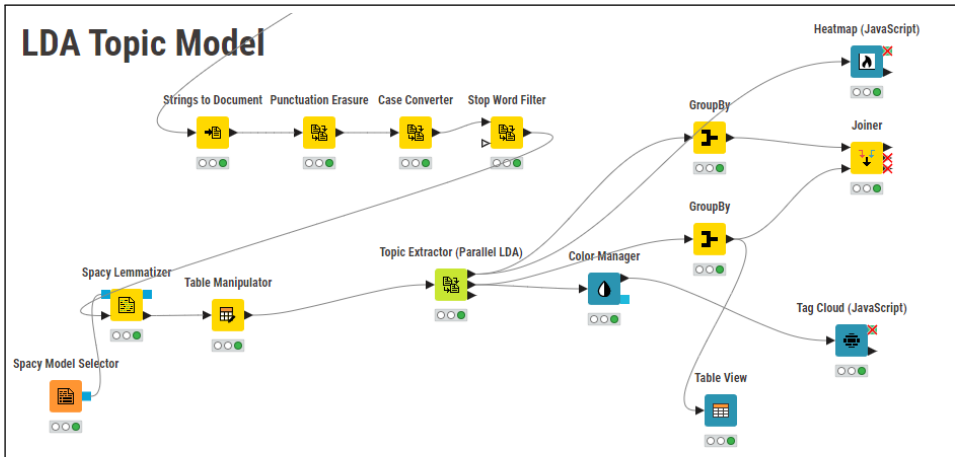 LDA Topic Model
Heatmap (JavaScript)
Strings to Document
Punctuation Erasure
Case Converter
Stop Word Filter
GroupBy
Joiner
GroupBy
Topic Extractor (Parallel LDA)
Color Manager
Spacy Lemmatizer
Table Manipulator
Tag Cloud (JavaScript)
Spacy Model Selector
Table View